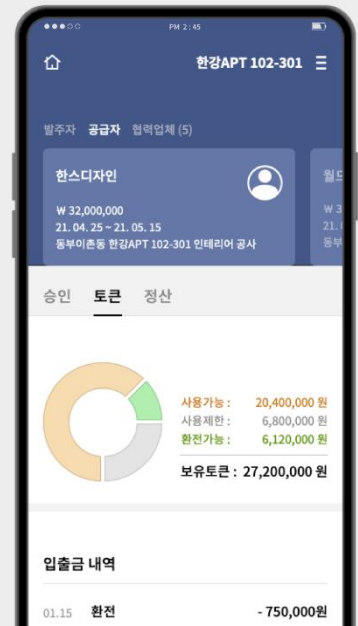 PM 2:45
한강APT 102-301
발주자 공급자 협력업체 (5)
한스디자인
₩ 32,000,000
21. 04. 25 ~ 21. 05. 15
동부이촌동 한강APT 102-301 인테리어 공사
월드
₩ 3
21.
동부
승인 토큰 정산
사용가능 : 20,400,000 원
사용제한 : 6,800,000 원
환전가능 : 6,120,000 원
보유토큰 : 27,200,000 원
입출금 내역
01.15 환전 - 750,000원